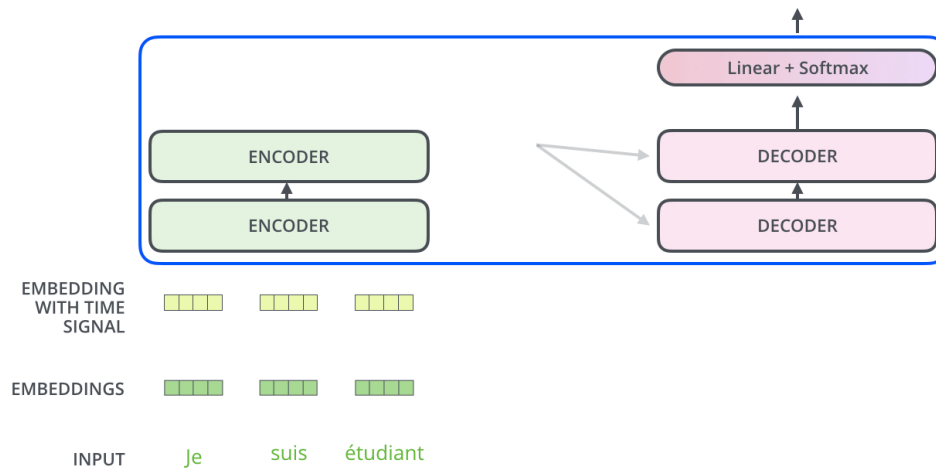 Linear + Softmax
ENCODER
DECODER
ENCODER
DECODER
EMBEDDING
WITH TIME
SIGNAL
EMBEDDINGS
INPUT Je suis étudiant